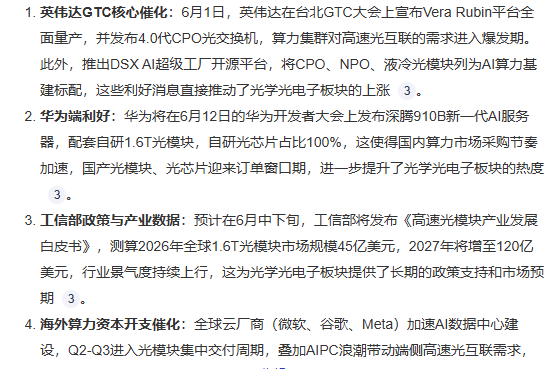 1. 英伟达GTC核心催化：6月1日，英伟达在台北GTC大会上宣布Vera Rubin平台全
面量产，并发布4.0代CPO光交换机，算力集群对高速光互联的需求进入爆发期。
此外，推出DSX AI超级工厂开源平台，将CPO、NPO、液冷光模块列为AI算力基
建标配，这些利好消息直接推动了光学光电子板块的上涨 3 。
2. 华为端利好：华为将在6月12日的华为开发者大会上发布深腾910B新一代AI服务
器，配套自研1.6T光模块，自研光芯片占比100%，这使得国内算力市场采购节奏
加速，国产光模块、光芯片迎来订单窗口期，进一步提升了光学光电子板块的热度
3 。
3. 工信部政策与产业数据：预计在6月中下旬，工信部将发布《高速光模块产业发展
白皮书》，测算2026年全球1.6T光模块市场规模45亿美元，2027年将增至120亿
美元，行业景气度持续上行，这为光学光电子板块提供了长期的政策支持和市场预
期 3 。
4. 海外算力资本开支催化：全球云厂商（微软、谷歌、Meta）加速AI数据中心建
设，Q2-Q3进入光模块集中交付周期，叠加AIPC浪潮带动端侧高速光互联需求，